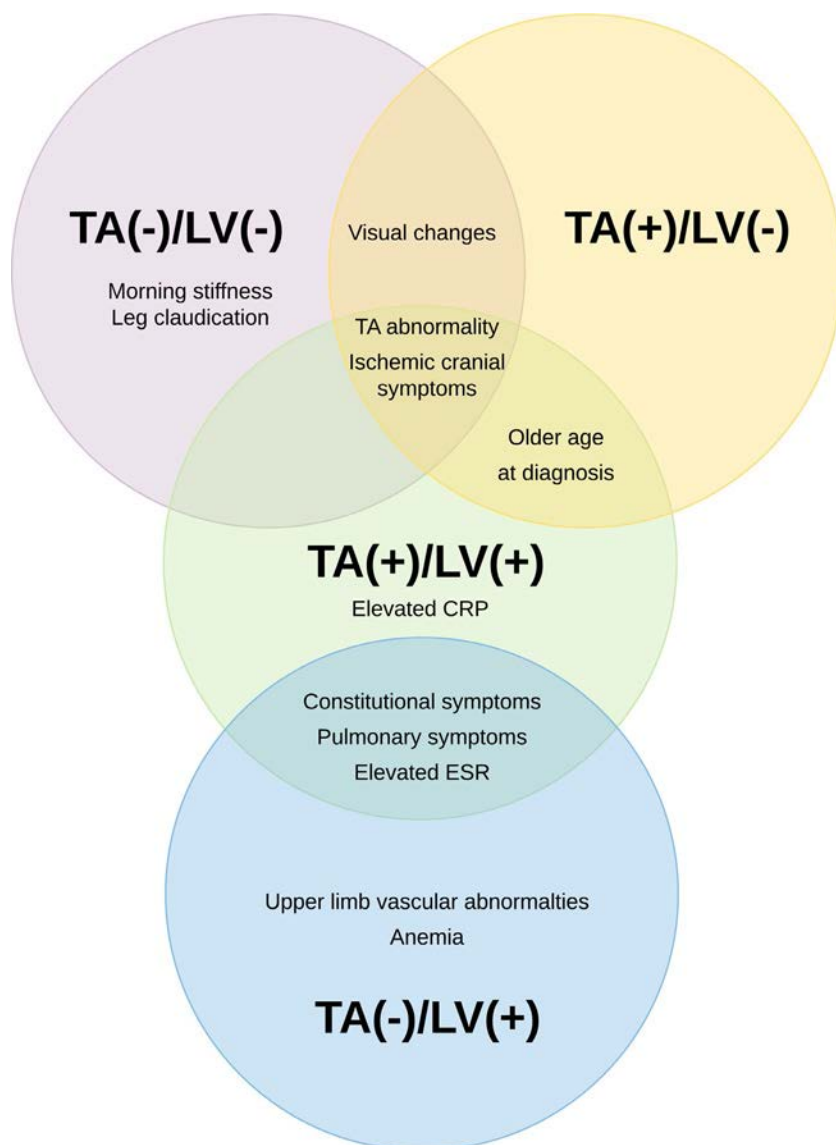 TA(-)/LV(-)
Morning stiffness
Leg claudication
Visual changes
TA(+)/LV(-)
TA abnormality
Ischemic cranial
symptoms
Older age
at diagnosis
TA(+)/LV(+)
Elevated CRP
Constitutional symptoms
Pulmonary symptoms
Elevated ESR
Upper limb vascular abnormalties
Anemia
TA(-)/LV(+)